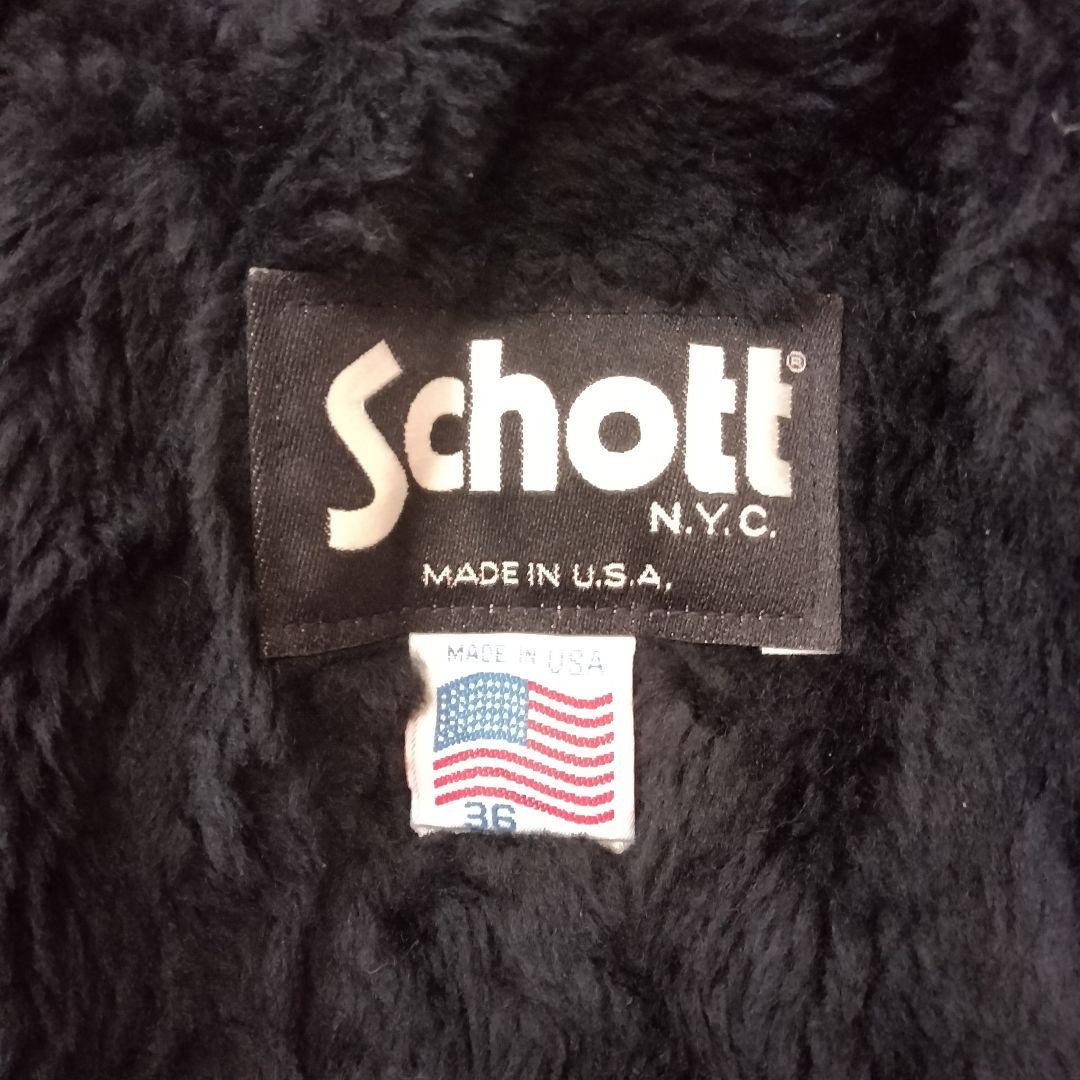 Schott®
N.Y.C.
MADE IN U.S.A.
MADE IN USA
36